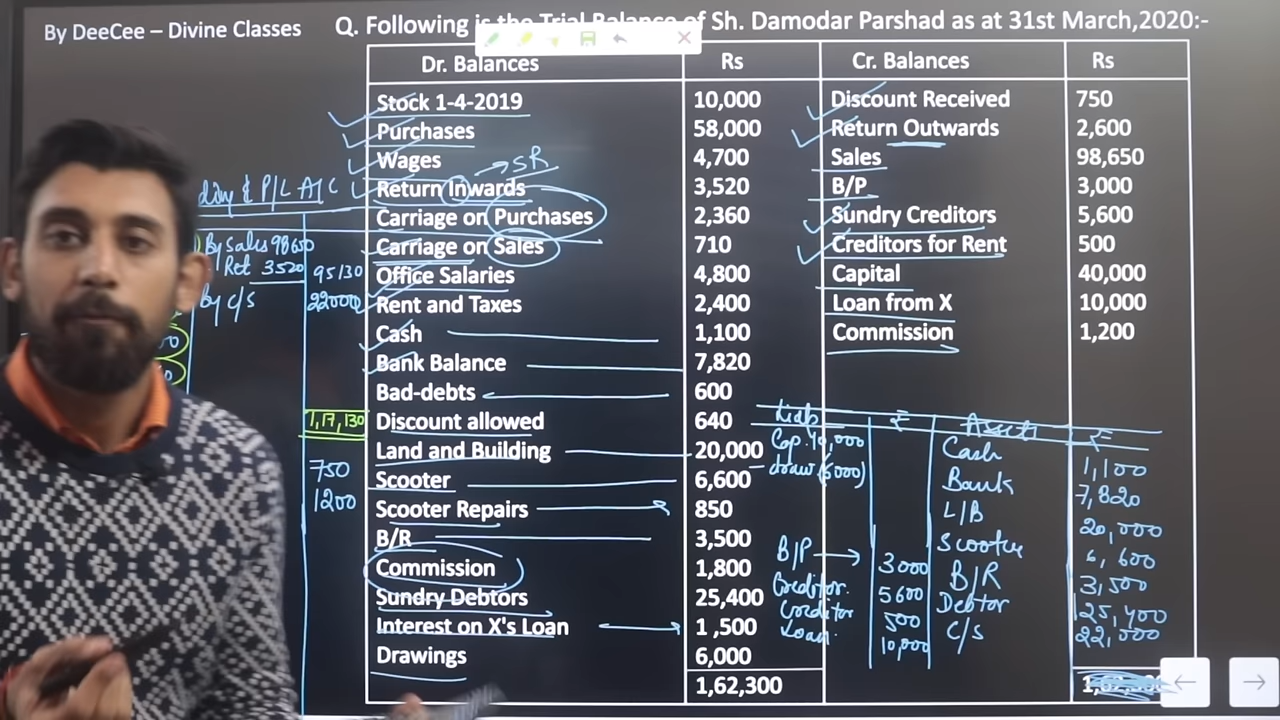 By DeeCee – Divine Classes
Q. Following is the Trial Balance of Sh. Damodar Parshad as at 31st March,2020:-
Dr. Balances Rs Cr. Balances Rs
Stock 1-4-2019 10,000 Discount Received 750
Purchases 58,000 Return Outwards 2,600
Wages 4,700 Sales 98,650
SR
Return Inwards 3,520 B/P 3,000
Carriage on Purchases 2,360 Sundry Creditors 5,600
Carriage on Sales 710 Creditors for Rent 500
Office Salaries 4,800 Capital 40,000
Rent and Taxes 2,400 Loan from X 10,000
Cash 1,100 Commission 1,200
Bank Balance 7,820
Bad-debts 600
Discount allowed 640
Land and Building 20,000
Scooter 6,600
Scooter Repairs 850
B/R 3,500
Commission 1,800
Sundry Debtors 25,400
Interest on X's Loan 1,500
Drawings 6,000
1,62,300
& P/L A/C
By Sales 98650
Ret 3520 95130
By C/S 22000
1,17,130
750
1200
Liab ₹ Assets ₹
Cap. 40,000 Cash 1,100
- draw (6000) Bank 7,820
L/B 20,000
Scooter 6,600
B/P 3000 B/R 3,500
Creditor. 5600 Debtor 25,400
Creditor 500 C/S 22,000
Loan. 10,000